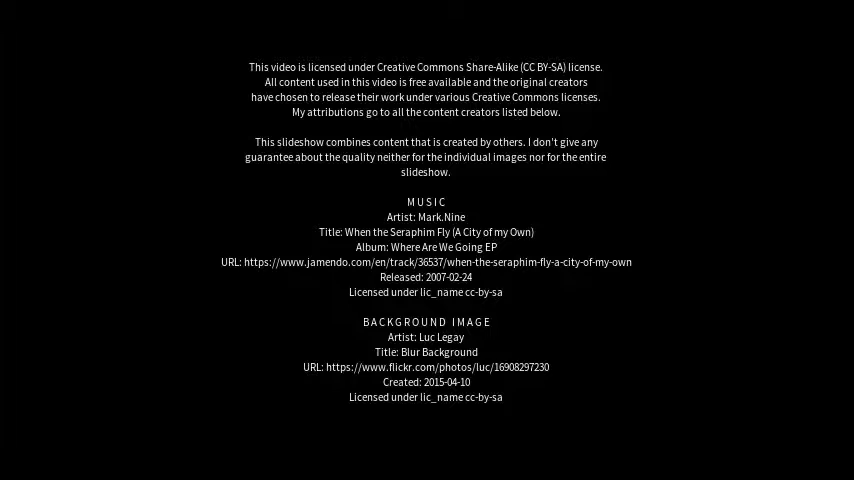 This video is licensed under Creative Commons Share-Alike (CC BY-SA) license.
All content used in this video is free available and the original creators
have chosen to release their work under various Creative Commons licenses.
My attributions go to all the content creators listed below.
This slideshow combines content that is created by others. I don't give any
guarantee about the quality neither for the individual images nor for the entire
slideshow.
MUSIC
Artist: Mark.Nine
Title: When the Seraphim Fly (A City of my Own)
Album: Where Are We Going EP
URL: https://www.jamendo.com/en/track/36537/when-the-seraphim-fly-a-city-of-my-own
Released: 2007-02-24
Licensed under lic_name cc-by-sa
BACKGROUND IMAGE
Artist: Luc Legay
Title: Blur Background
URL: https://www.flickr.com/photos/luc/16908297230
Created: 2015-04-10
Licensed under lic_name cc-by-sa